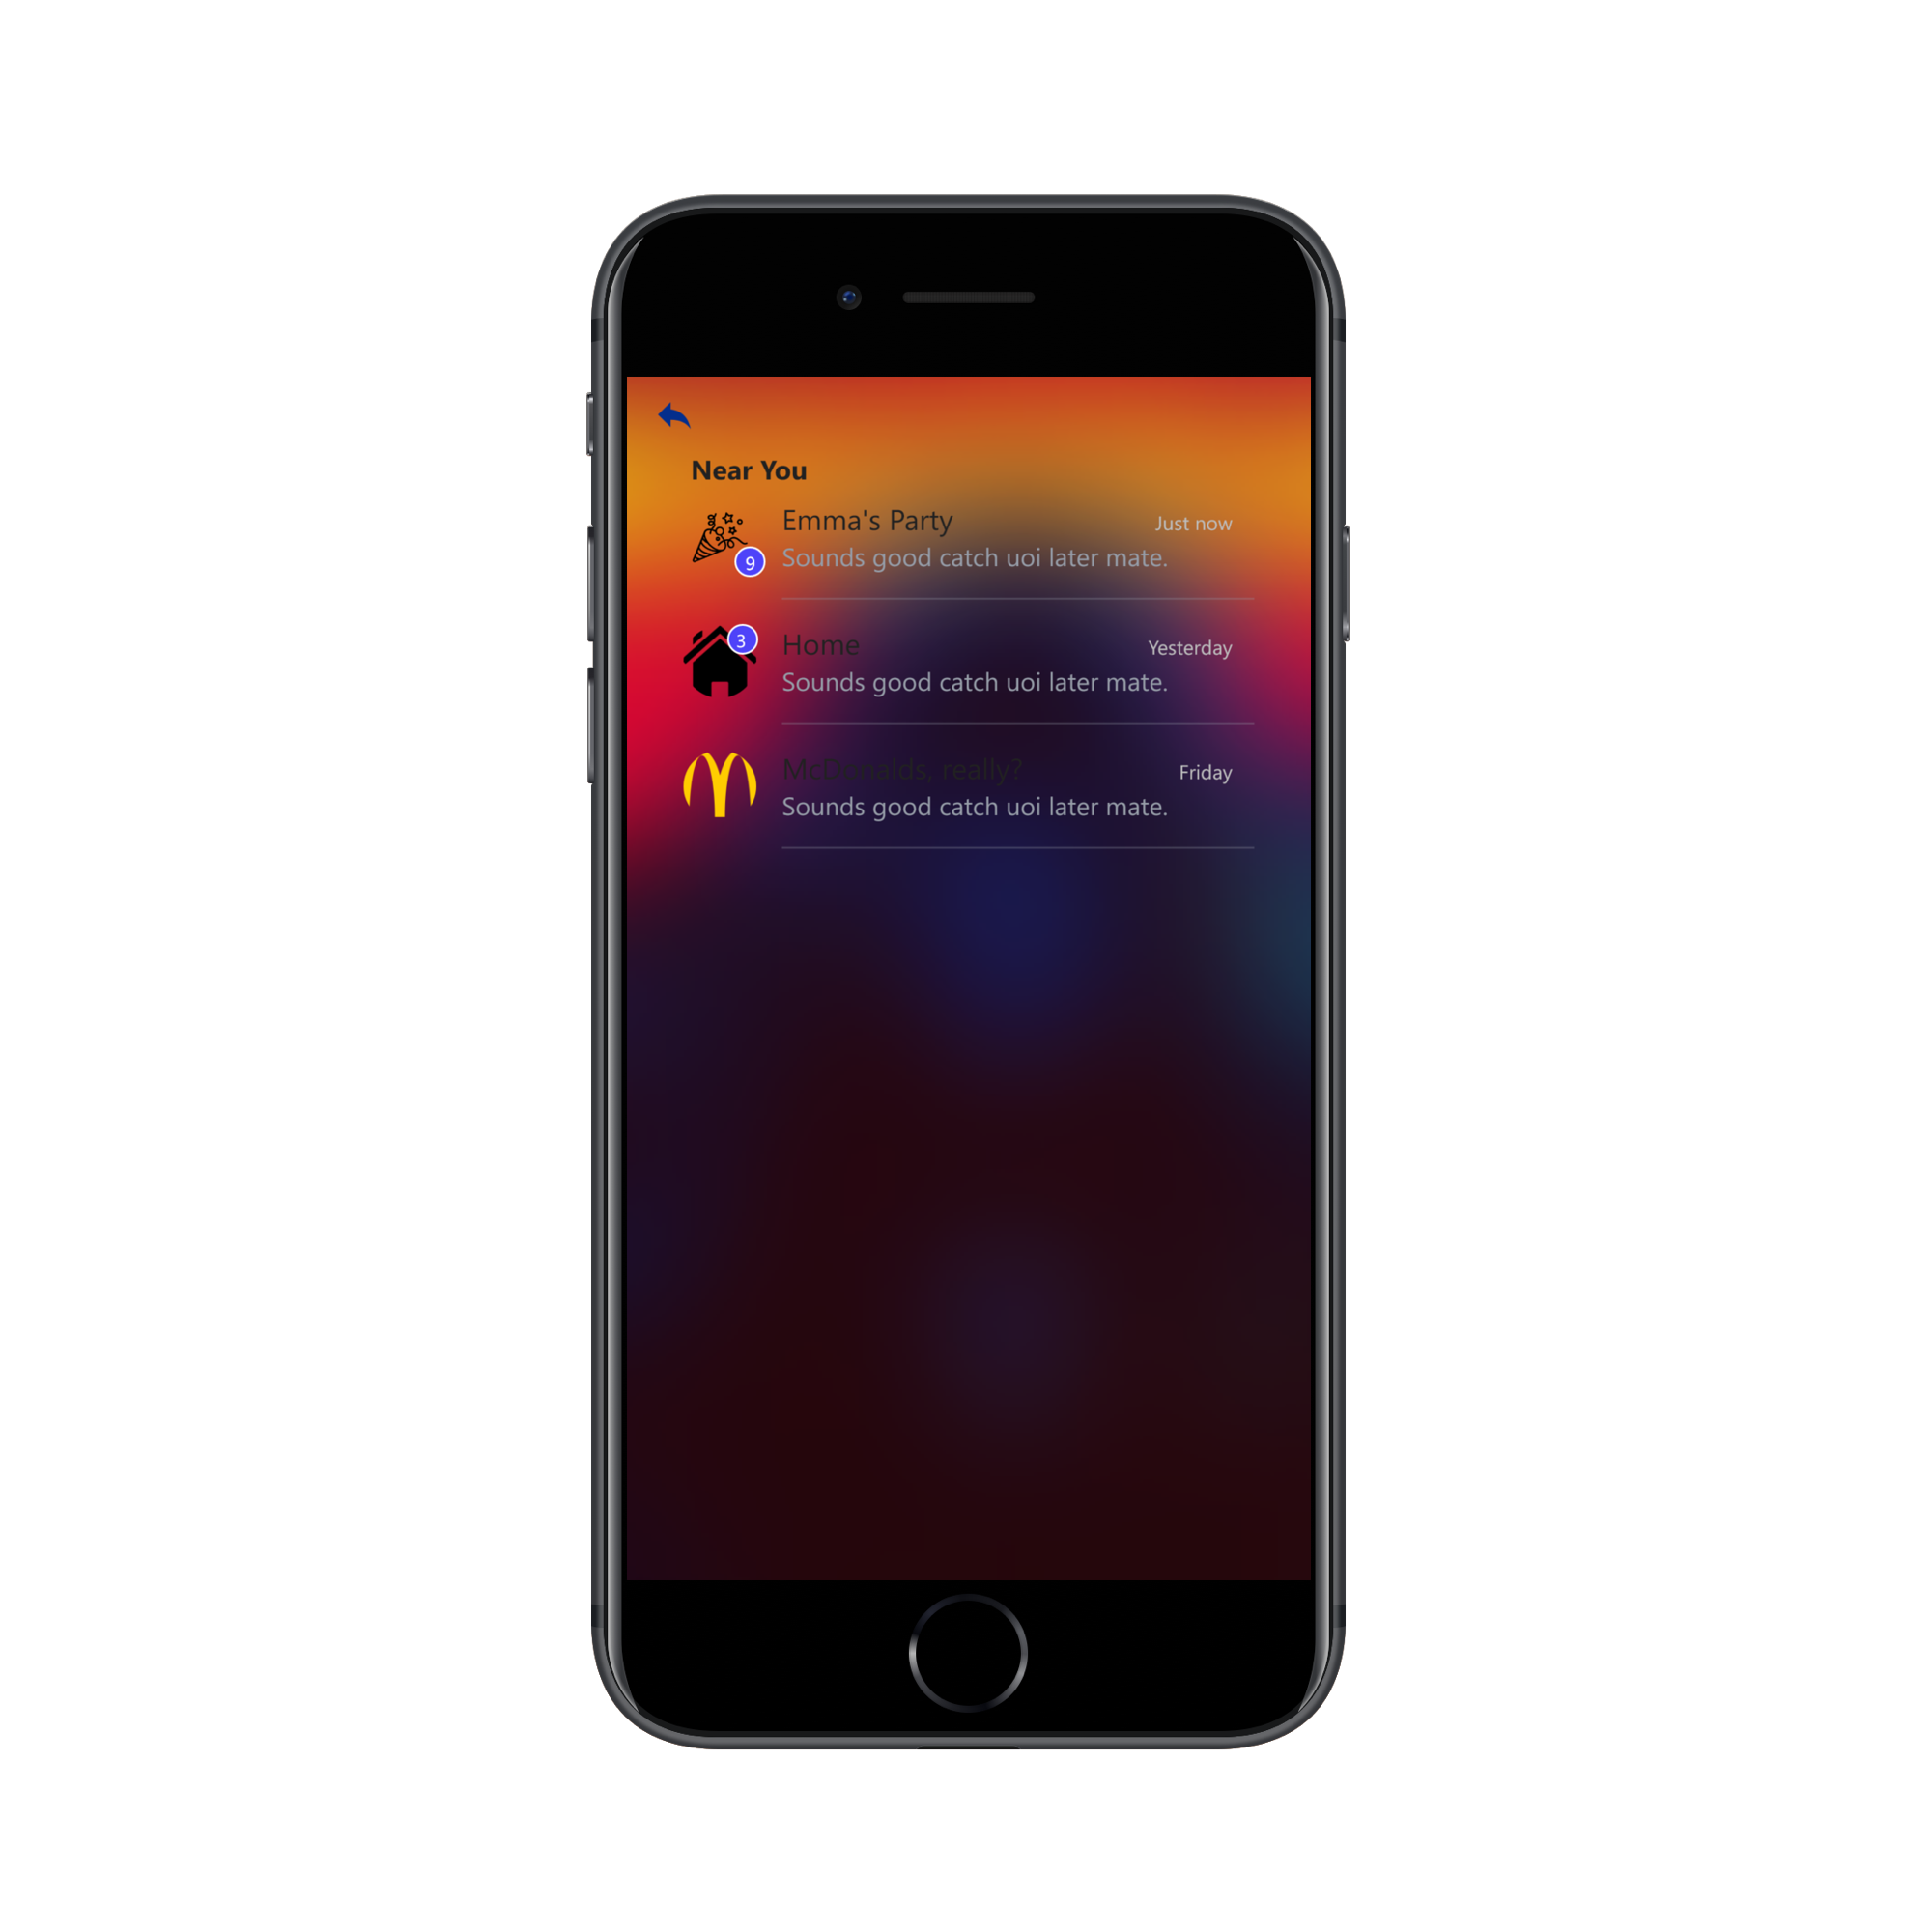 Near You
Emma's Party
Just now
Sounds good catch uoi later mate.
9
3
Home
Yesterday
Sounds good catch uoi later mate.
McDonalds, really?
Friday
Sounds good catch uoi later mate.